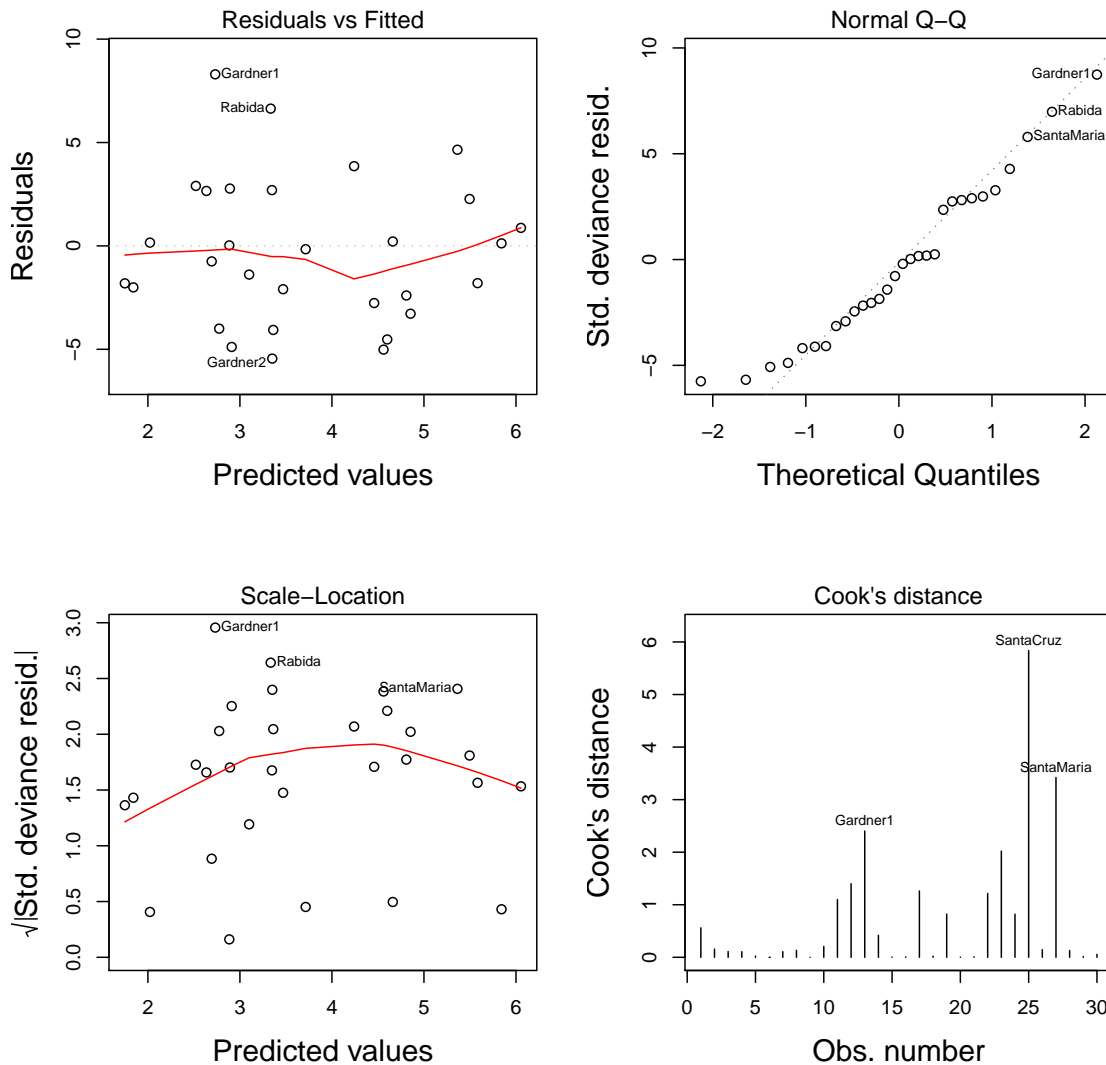 Residuals vs Fitted
10
5
0
−5
Residuals
Gardner1
Rabida
Gardner2
2 3 4 5 6
Predicted values
Normal Q−Q
10
5
0
−5
Std. deviance resid.
Gardner1
Rabida
SantaMaria
−2 −1 0 1 2
Theoretical Quantiles
Scale−Location
3.0
2.5
2.0
1.5
1.0
0.5
0.0
√|Std. deviance resid.|
Gardner1
Rabida
SantaMaria
2 3 4 5 6
Predicted values
Cook's distance
6
5
4
3
2
1
0
Cook's distance
SantaCruz
SantaMaria
Gardner1
0 5 10 15 20 25 30
Obs. number